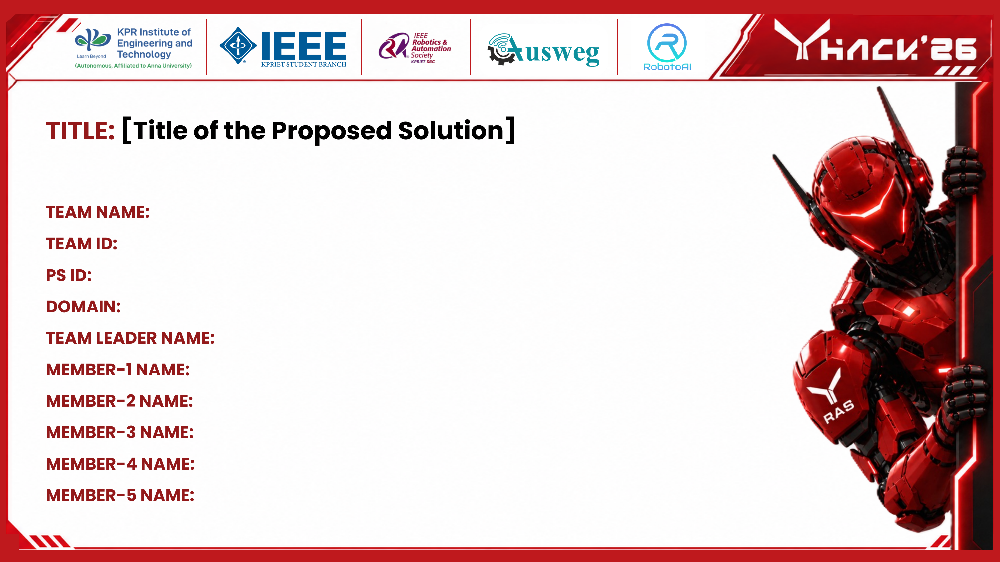 KPR Institute of
Engineering and
Technology
Learn Beyond
(Autonomous, Affiliated to Anna University)
IEEE
KPRIET STUDENT BRANCH
IEEE
Robotics &
Automation
Society
KPRIET SBC
Ausweg
RobotoAI
YHACK'26
TITLE: [Title of the Proposed Solution]
TEAM NAME:
TEAM ID:
PS ID:
DOMAIN:
TEAM LEADER NAME:
MEMBER-1 NAME:
MEMBER-2 NAME:
MEMBER-3 NAME:
MEMBER-4 NAME:
MEMBER-5 NAME:
RAS